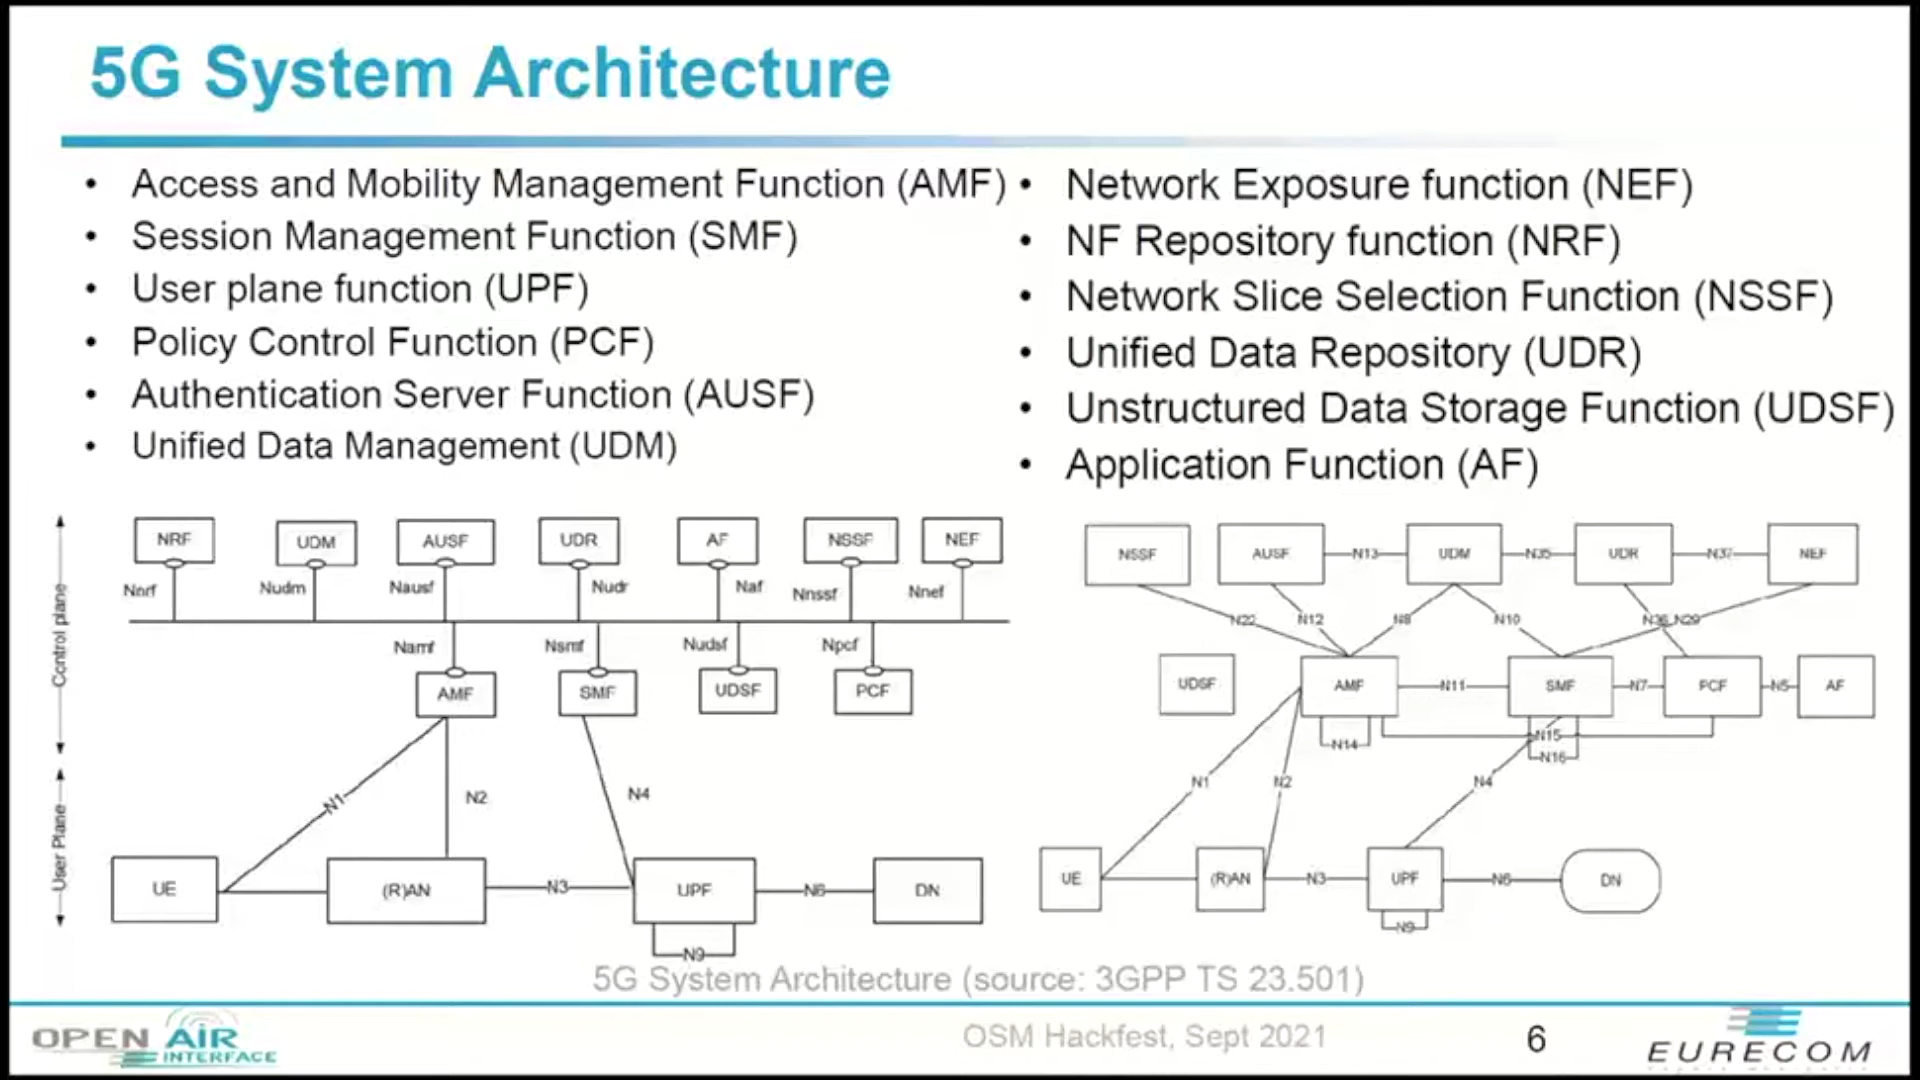 5G System Architecture
• Access and Mobility Management Function (AMF)
• Session Management Function (SMF)
• User plane function (UPF)
• Policy Control Function (PCF)
• Authentication Server Function (AUSF)
• Unified Data Management (UDM)
• Network Exposure function (NEF)
• NF Repository function (NRF)
• Network Slice Selection Function (NSSF)
• Unified Data Repository (UDR)
• Unstructured Data Storage Function (UDSF)
• Application Function (AF)
Control plane
User Plane
NRF UDM AUSF UDR AF NSSF NEF
Nnrf Nudm Nausf Nudr Naf Nnssf Nnef
Namf Nsmf Nudsf Npcf
AMF SMF UDSF PCF
N1 N2 N4
UE (R)AN N3 UPF N6 DN
N9
NSSF AUSF N13 UDM N35 UDR N37 NEF
N22 N12 N8 N10 N36 N29
UDSF AMF N11 SMF N7 PCF N5 AF
N14 N15
N16
N1 N2 N4
UE (R)AN N3 UPF N6 DN
N9
5G System Architecture (source: 3GPP TS 23.501)
OPEN AIR
INTERFACE
OSM Hackfest, Sept 2021
6
EURECOM